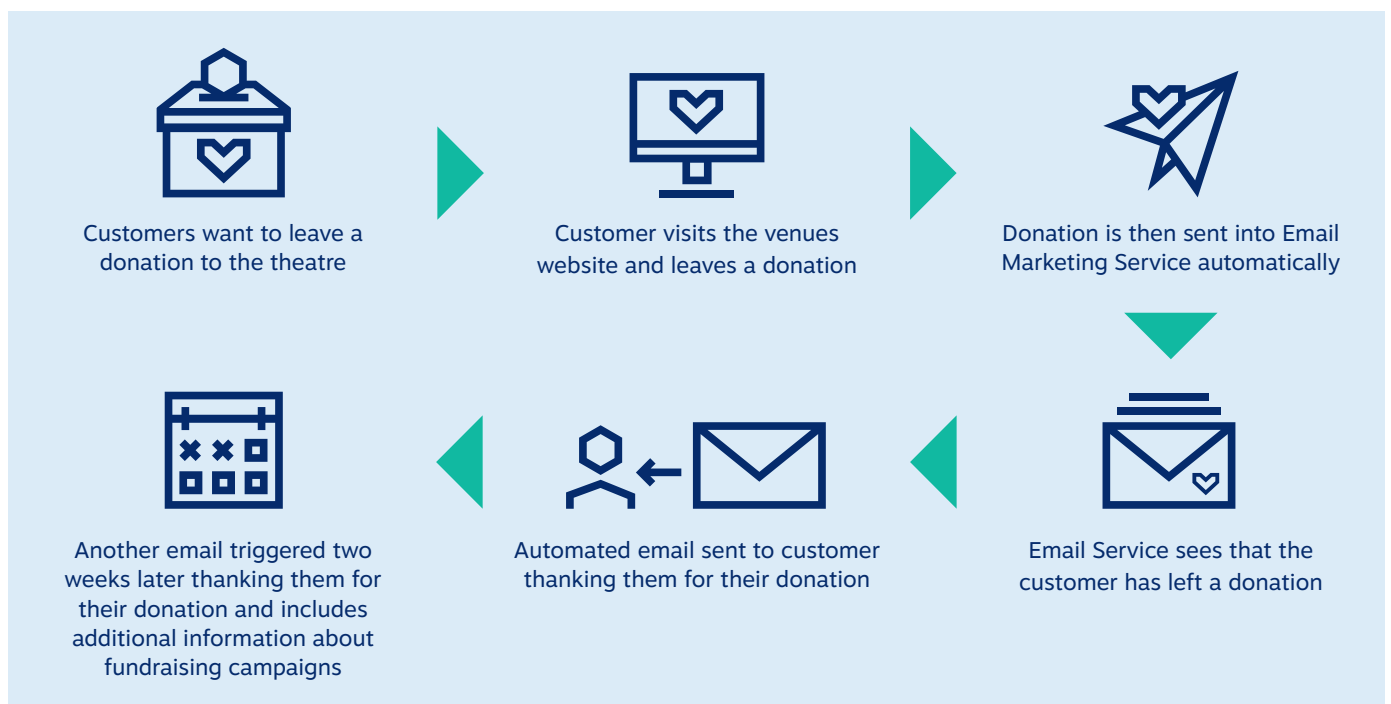 Customers want to leave a
donation to the theatre
Customer visits the venues
website and leaves a donation
Donation is then sent into Email
Marketing Service automatically
Email Service sees that the
customer has left a donation
Automated email sent to customer
thanking them for their donation
Another email triggered two
weeks later thanking them for
their donation and includes
additional information about
fundraising campaigns